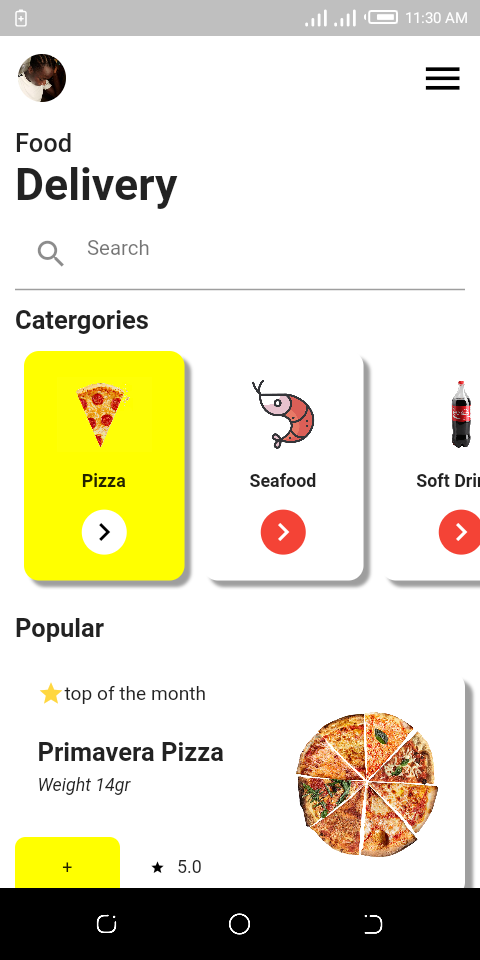 11:30 AM
Food
Delivery
Search
Catergories
Pizza
Seafood
Soft Drin
Popular
top of the month
Primavera Pizza
Weight 14gr
+
5.0